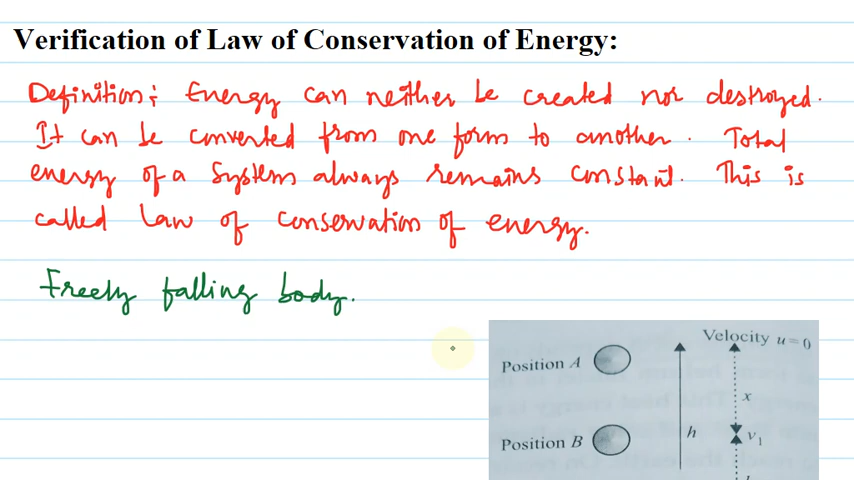 Verification of Law of Conservation of Energy:
Definition: Energy can neither be created nor destroyed.
It can be converted from one form to another. Total
energy of a system always remains constant. This is
called law of conservation of energy.
Freely falling body.
Velocity u = 0
Position A
x
Position B
h
v₁